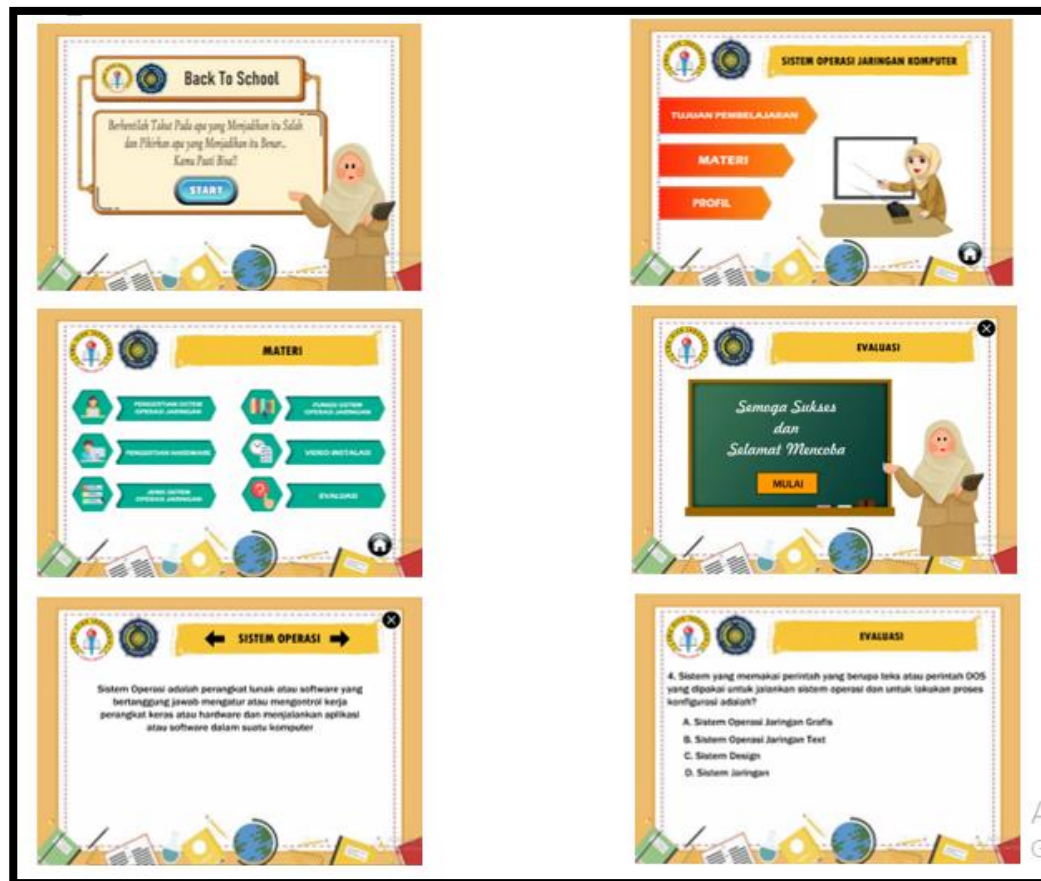 Back To School
Berhentilah Takut Pada apa yang Menjadikan itu Salah
dan Pikirkan apa yang Menjadikan itu Benar...
Kamu Pasti Bisa!!
START
SISTEM OPERASI JARINGAN KOMPUTER
TUJUAN PEMBELAJARAN
MATERI
PROFIL
MATERI
PENGERTIAN SISTEM
OPERASI JARINGAN
FUNGSI SISTEM
OPERASI JARINGAN
PENGERTIAN HARDWARE
VIDEO INSTALASI
JENIS SISTEM
OPERASI JARINGAN
EVALUASI
EVALUASI
Semoga Sukses
dan
Selamat Mencoba
MULAI
SISTEM OPERASI
Sistem Operasi adalah perangkat lunak atau software yang
bertanggung jawab mengatur atau mengontrol kerja
perangkat keras atau hardware dan menjalankan aplikasi
atau software dalam suatu komputer
EVALUASI
4. Sistem yang memakai perintah yang berupa teks atau perintah DOS
yang dipakai untuk jalankan sistem operasi dan untuk lakukan proses
konfigurasi adalah?
A. Sistem Operasi Jaringan Grafis
B. Sistem Operasi Jaringan Text
C. Sistem Design
D. Sistem Jaringan